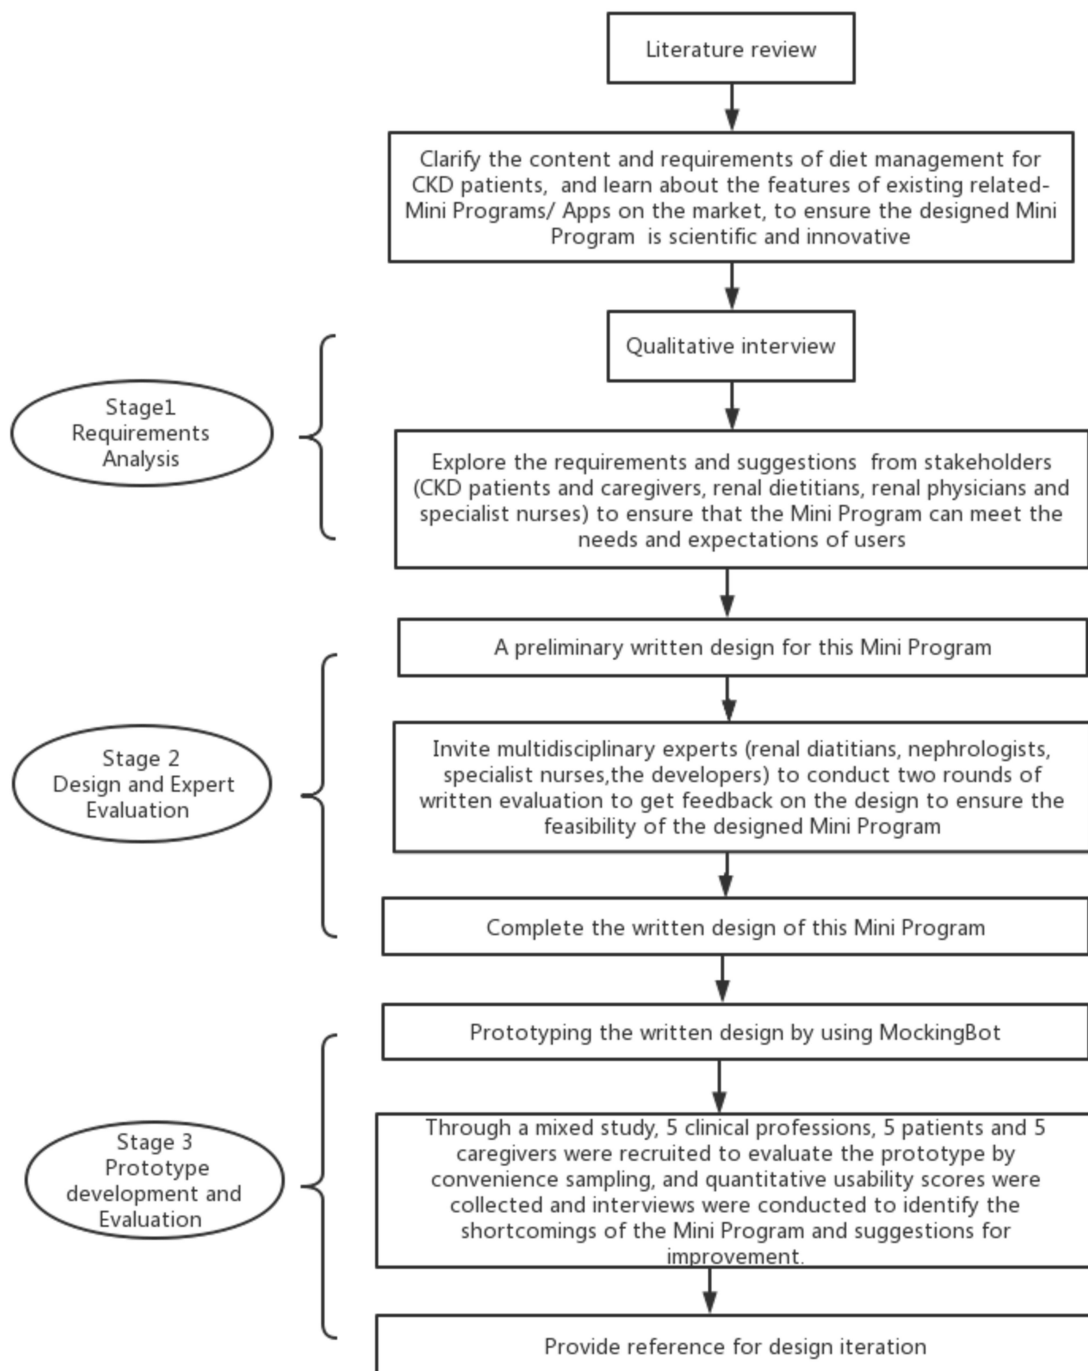 Literature review
Clarify the content and requirements of diet management for
CKD patients,  and learn about the features of existing related-
Mini Programs/ Apps on the market, to ensure the designed Mini
Program  is scientific and innovative
Qualitative interview
Stage1
Requirements
Analysis
Explore the requirements and suggestions  from stakeholders
(CKD patients and caregivers, renal dietitians, renal physicians and
specialist nurses) to ensure that the Mini Program can meet the
needs and expectations of users
A preliminary written design for this Mini Program
Stage 2
Design and Expert
Evaluation
Invite multidisciplinary experts (renal diatitians, nephrologists,
specialist nurses,the developers) to conduct two rounds of
written evaluation to get feedback on the design to ensure the
feasibility of the designed Mini Program
Complete the written design of this Mini Program
Prototyping the written design by using MockingBot
Stage 3
Prototype
development and
Evaluation
Through a mixed study, 5 clinical professions, 5 patients and 5
caregivers were recruited to evaluate the prototype by
convenience sampling, and quantitative usability scores were
collected and interviews were conducted to identify the
shortcomings of the Mini Program and suggestions for
improvement.
Provide reference for design iteration